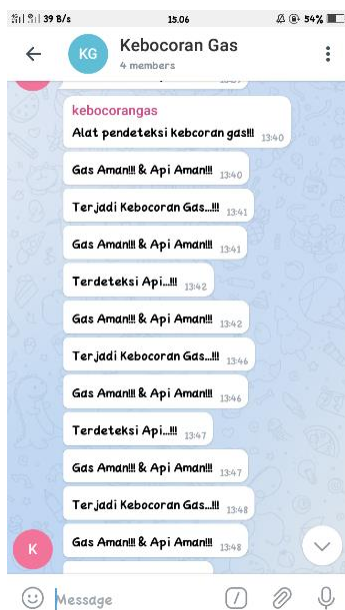 39 B/s 15.06 54%
KG Kebocoran Gas
4 members
kebocorangas
Alat pendeteksi kebcoran gas!!! 13:40
Gas Aman!!! & Api Aman!!! 13:40
Terjadi Kebocoran Gas...!!! 13:41
Gas Aman!!! & Api Aman!!! 13:41
Terdeteksi Api...!!! 13:42
Gas Aman!!! & Api Aman!!! 13:42
Terjadi Kebocoran Gas...!!! 13:46
Gas Aman!!! & Api Aman!!! 13:46
Terdeteksi Api...!!! 13:47
Gas Aman!!! & Api Aman!!! 13:47
Terjadi Kebocoran Gas...!!! 13:48
K Gas Aman!!! & Api Aman!!! 13:48
Message